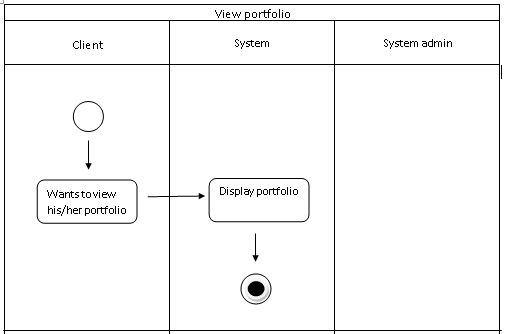 View portfolio
Client
System
System admin
Wants to view
his/her portfolio
Display portfolio